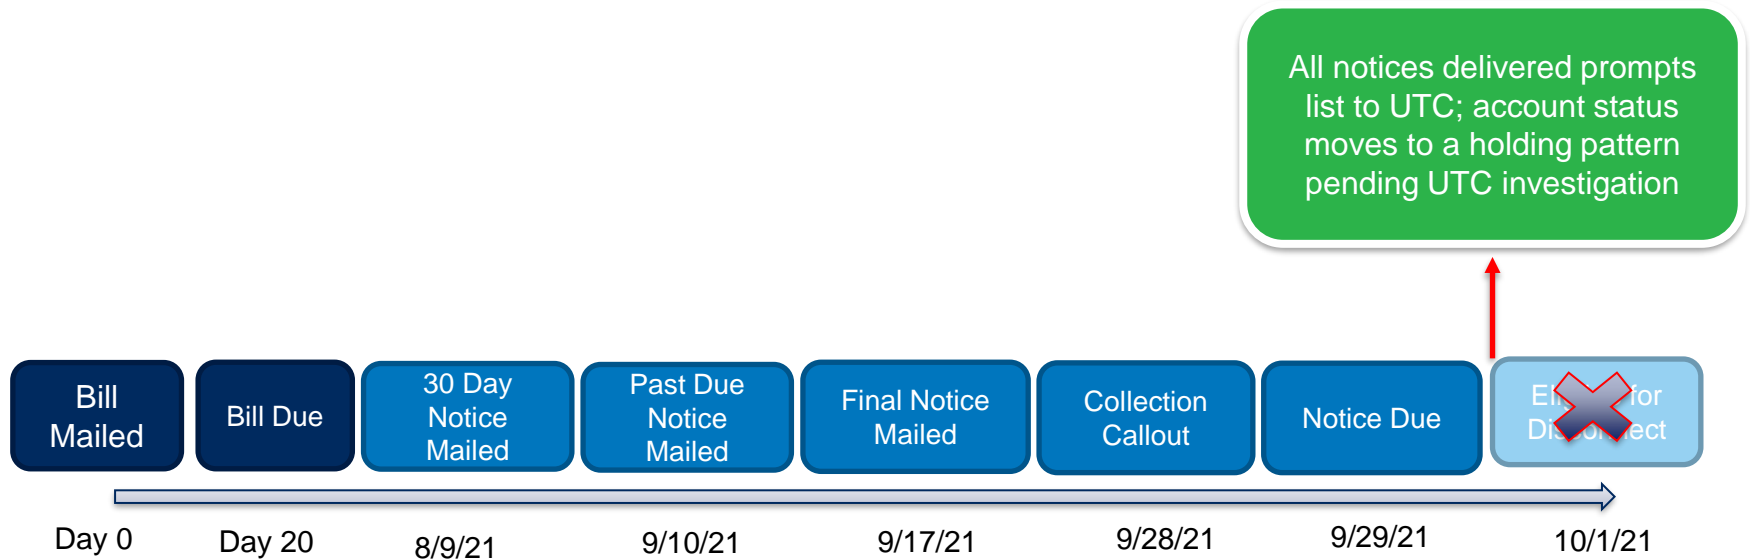 All notices delivered prompts
list to UTC; account status
moves to a holding pattern
pending UTC investigation
Bill
Mailed
Bill Due
30 Day
Notice
Mailed
Past Due
Notice
Mailed
Final Notice
Mailed
Collection
Callout
Notice Due
for
Day 0
Day 20
8/9/21
9/10/21
9/17/21
9/28/21
9/29/21
10/1/21